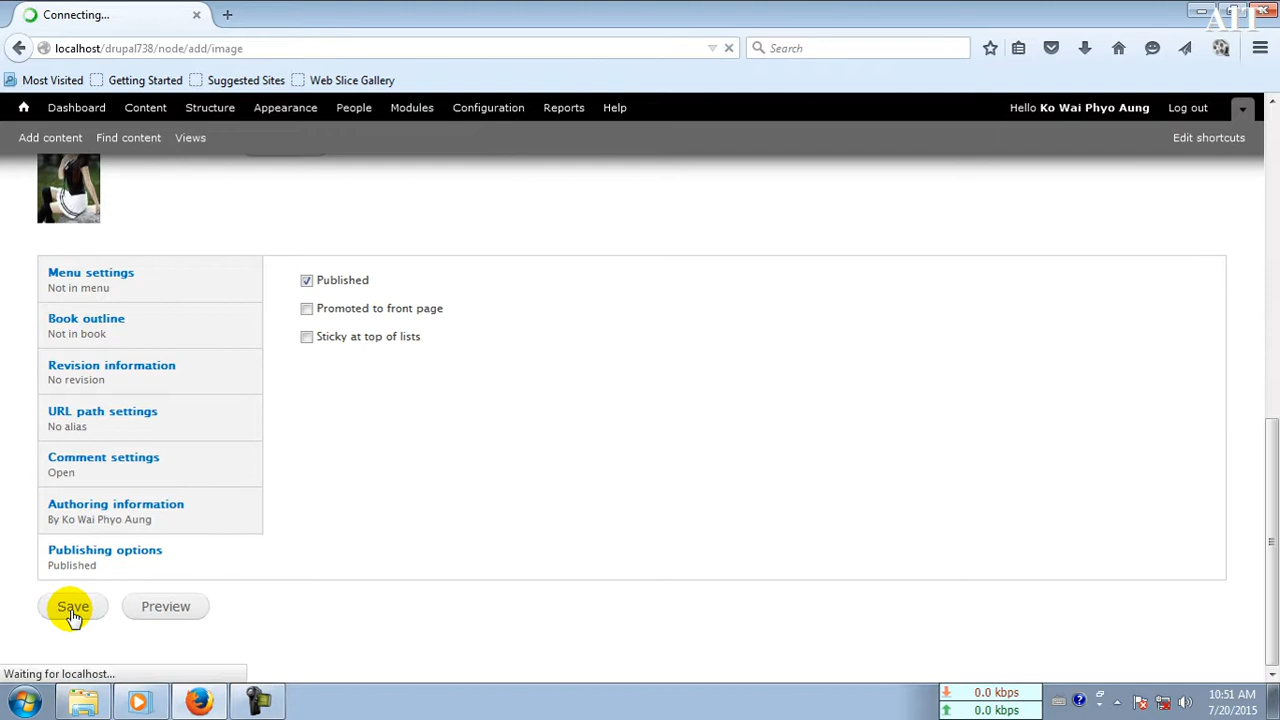 Connecting...
AIT
localhost/drupal738/node/add/image
Search
Most Visited
Getting Started
Suggested Sites
Web Slice Gallery
Dashboard
Content
Structure
Appearance
People
Modules
Configuration
Reports
Help
Hello Ko Wai Phyo Aung
Log out
Add content
Find content
Views
Edit shortcuts
Menu settings
Not in menu
Published
Promoted to front page
Book outline
Not in book
Sticky at top of lists
Revision information
No revision
URL path settings
No alias
Comment settings
Open
Authoring information
By Ko Wai Phyo Aung
Publishing options
Published
Save
Preview
Waiting for localhost...
0.0 kbps
0.0 kbps
10:51 AM
7/20/2015